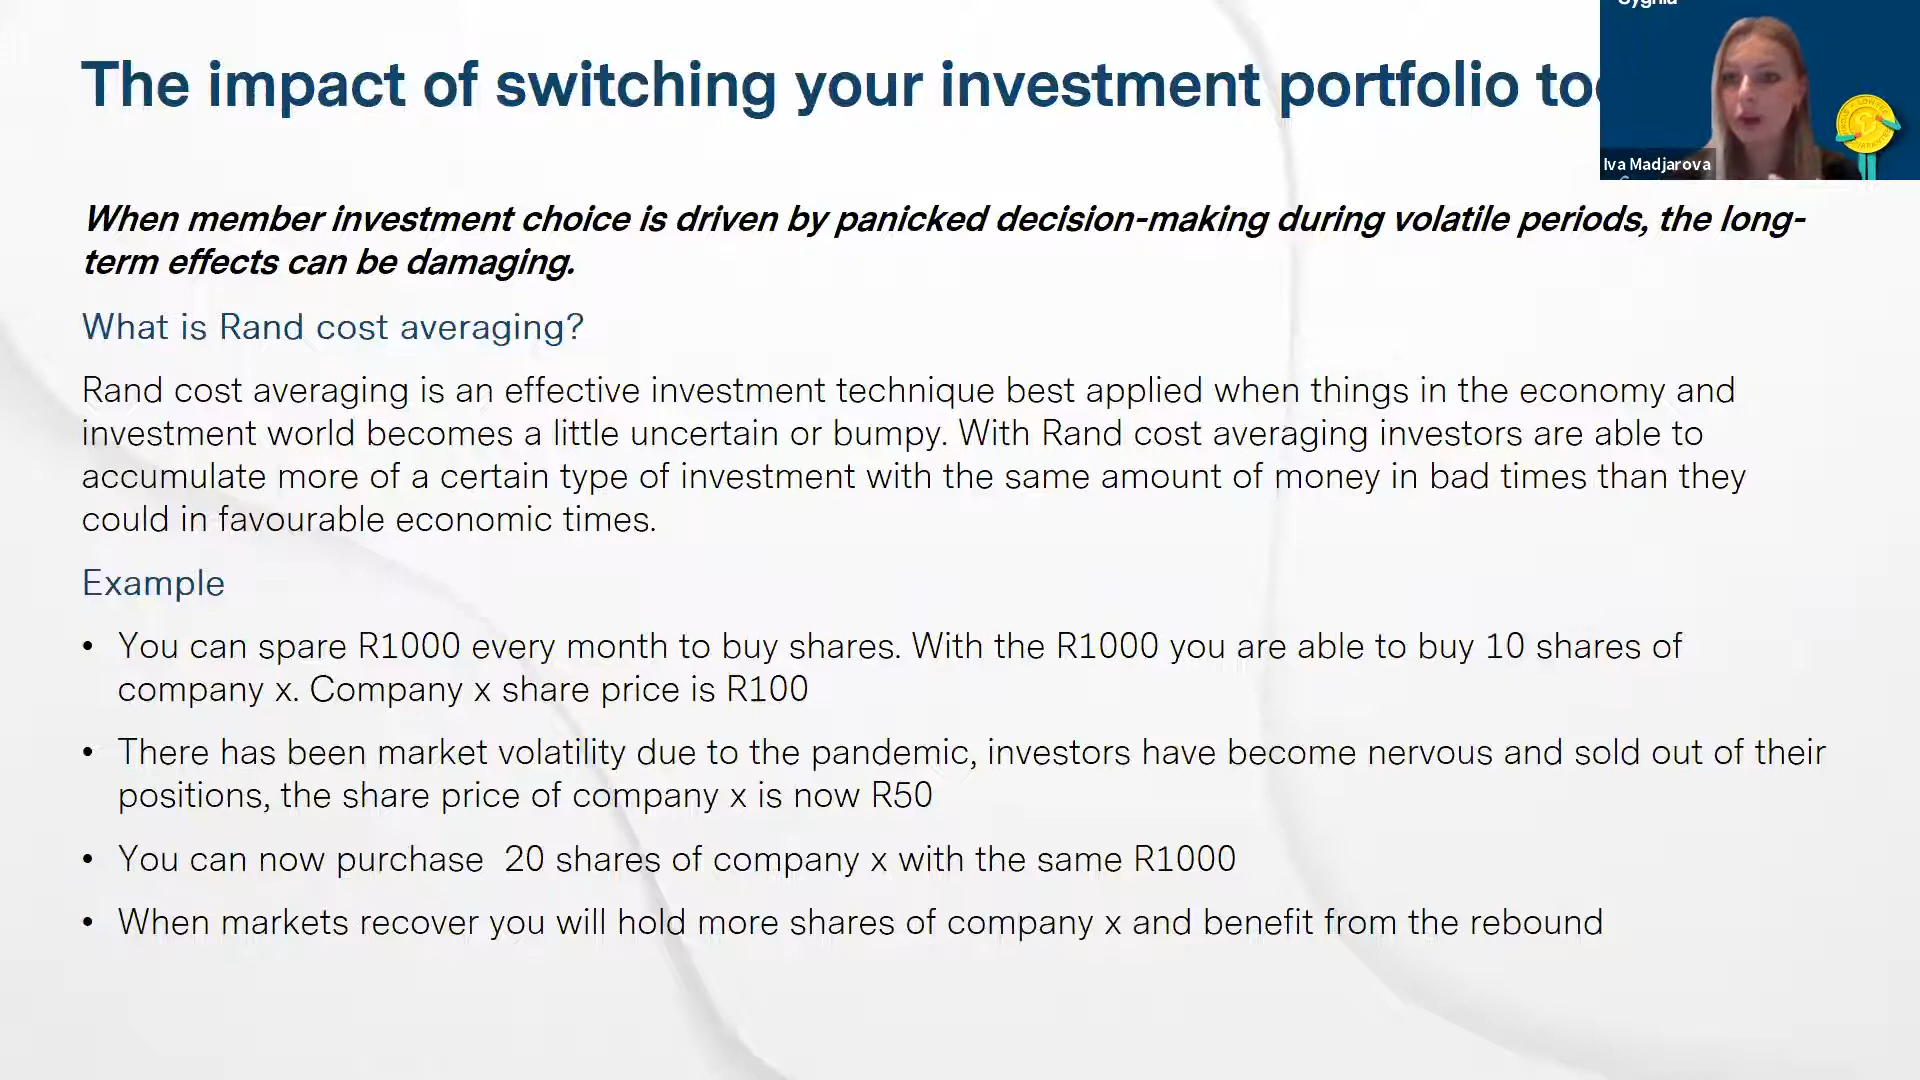 Sygnia
The impact of switching your investment portfolio
Iva Madjarova
When member investment choice is driven by panicked decision-making during volatile periods, the long-
term effects can be damaging.
What is Rand cost averaging?
Rand cost averaging is an effective investment technique best applied when things in the economy and
investment world becomes a little uncertain or bumpy. With Rand cost averaging investors are able to
accumulate more of a certain type of investment with the same amount of money in bad times than they
could in favourable economic times.
Example
• You can spare R1000 every month to buy shares. With the R1000 you are able to buy 10 shares of
company x. Company x share price is R100
• There has been market volatility due to the pandemic, investors have become nervous and sold out of their
positions, the share price of company x is now R50
• You can now purchase  20 shares of company x with the same R1000
• When markets recover you will hold more shares of company x and benefit from the rebound